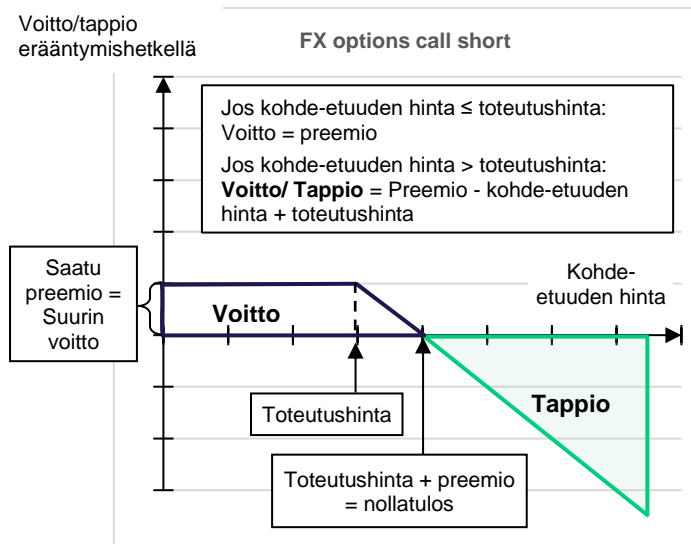 Voitto/tappio
erääntymishetkellä
FX options call short
Jos kohde-etuuden hinta ≤ toteutushinta:
Voitto = preemio
Jos kohde-etuuden hinta > toteutushinta:
Voitto/ Tappio = Preemio - kohde-etuuden
hinta + toteutushinta
Saatu
preemio =
Suurin
voitto
Voitto
Kohde-
etuuden hinta
Toteutushinta
Tappio
Toteutushinta + preemio
= nollatulos